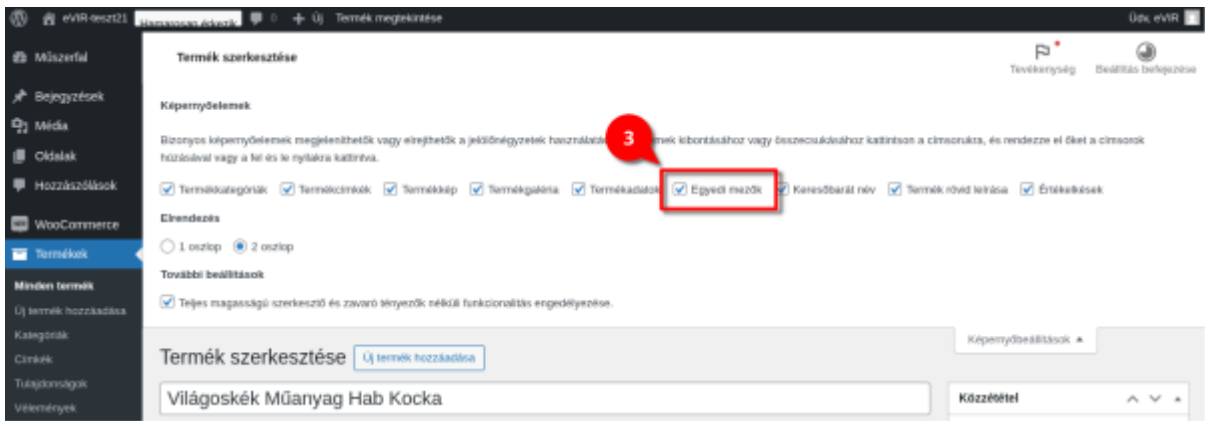 eVIR-teszt21 Hamarosan érkezik 0 + Új Termék megtekintése Üdv, eVIR
Műszerfal
Bejegyzések
Média
Oldalak
Hozzászólások
WooCommerce
Termékek
Minden termék
Új termék hozzáadása
Kategóriák
Címkék
Tulajdonságok
Vélemények
Termék szerkesztése
Tevékenység Beállítás befejezése
Képernyőelemek
Bizonyos képernyőelemek megjeleníthetők vagy elrejthetők a jelölőnégyzetek kibontásához vagy összecsukásához kattintson a címsorukra, és rendezze el őket a címsorok
húzásával vagy a fel és le nyilakra kattintva.
3
Termékkategóriák Termékcímkék Termékkép Termékgaléria Termékadatok Egyedi mezők Keresőbarát név Termék rövid leírása Értékelések
Elrendezés
1 oszlop 2 oszlop
További beállítások
Teljes magasságú szerkesztő és zavaró tényezők nélküli funkcionalitás engedélyezése.
Képernyőbeállítások
Termék szerkesztése Új termék hozzáadása
Világoskék Műanyag Hab Kocka
Közzététel